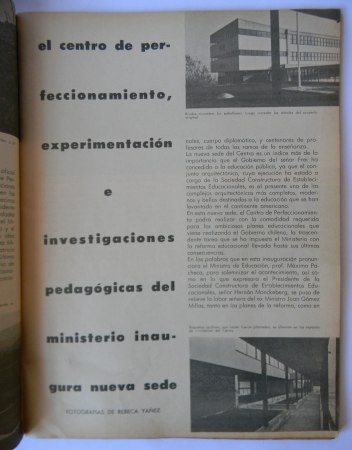 el centro de per-
feccionamiento,
experimentación
e
investigaciones
pedagógicas del
ministerio inau-
gura nueva sede
FOTOGRAFIAS DE REBECA YAÑEZ
nales, cuerpo diplomático, y centenares de pro-
fesores de todas las ramas de la enseñanza.
La nueva sede del Centro es un índice más de la
importancia que el Gobierno del señor Frei ha
concedido a la educación pública, ya que el con-
junto arquitectónico, cuya ejecución ha estado a
cargo de la Sociedad Constructora de Estableci-
mientos Educacionales, es al presente uno de los
complejos arquitectónicos más completos, moder-
nos y bellos destinados a la educación que se
han levantado en el continente americano.
En esta nueva sede, el Centro de Perfeccionamien-
to podrá realizar con la comodidad requerida
para los ambiciosos planes educacionales que
viene realizando el Gobierno chileno, la trascen-
dente tarea que se ha impuesto el Ministerio con
la reforma educacional llevada hasta sus últimas
consecuencias.
En las palabras que en esta inauguración pronun-
ciara el Ministro de Educación, prof. Máximo Pa-
checo, para solemnizar el acontecimiento, así co-
mo las que expresara el Presidente de la
Sociedad Constructora de Establecimientos Edu-
cacionales, señor Hernán Monckeberg, se puso de
relieve la labor señera del ex Ministro Juan Gómez
Millas, tanto en los planes de la reforma, como en